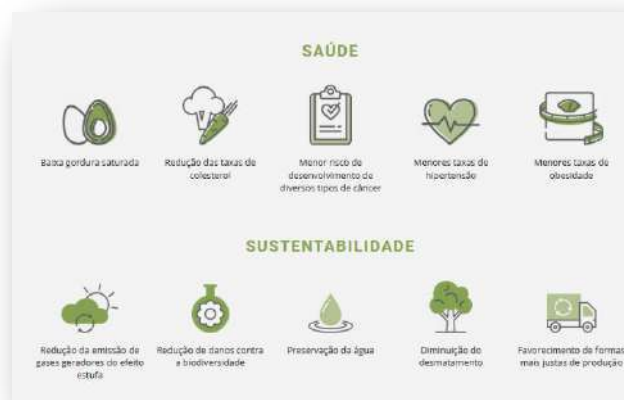 SAÚDE
Baixa gordura saturada
Redução das taxas de
colesterol
Menor risco de
desenvolvimento de
diversos tipos de câncer
Menores taxas de
hipertensão
Menores taxas de
obesidade
SUSTENTABILIDADE
Redução da emissão de
gases geradores do efeito
estufa
Redução de danos contra
a biodiversidade
Preservação da água
Diminuição do
desmatamento
Favorecimento de formas
mais justas de produção